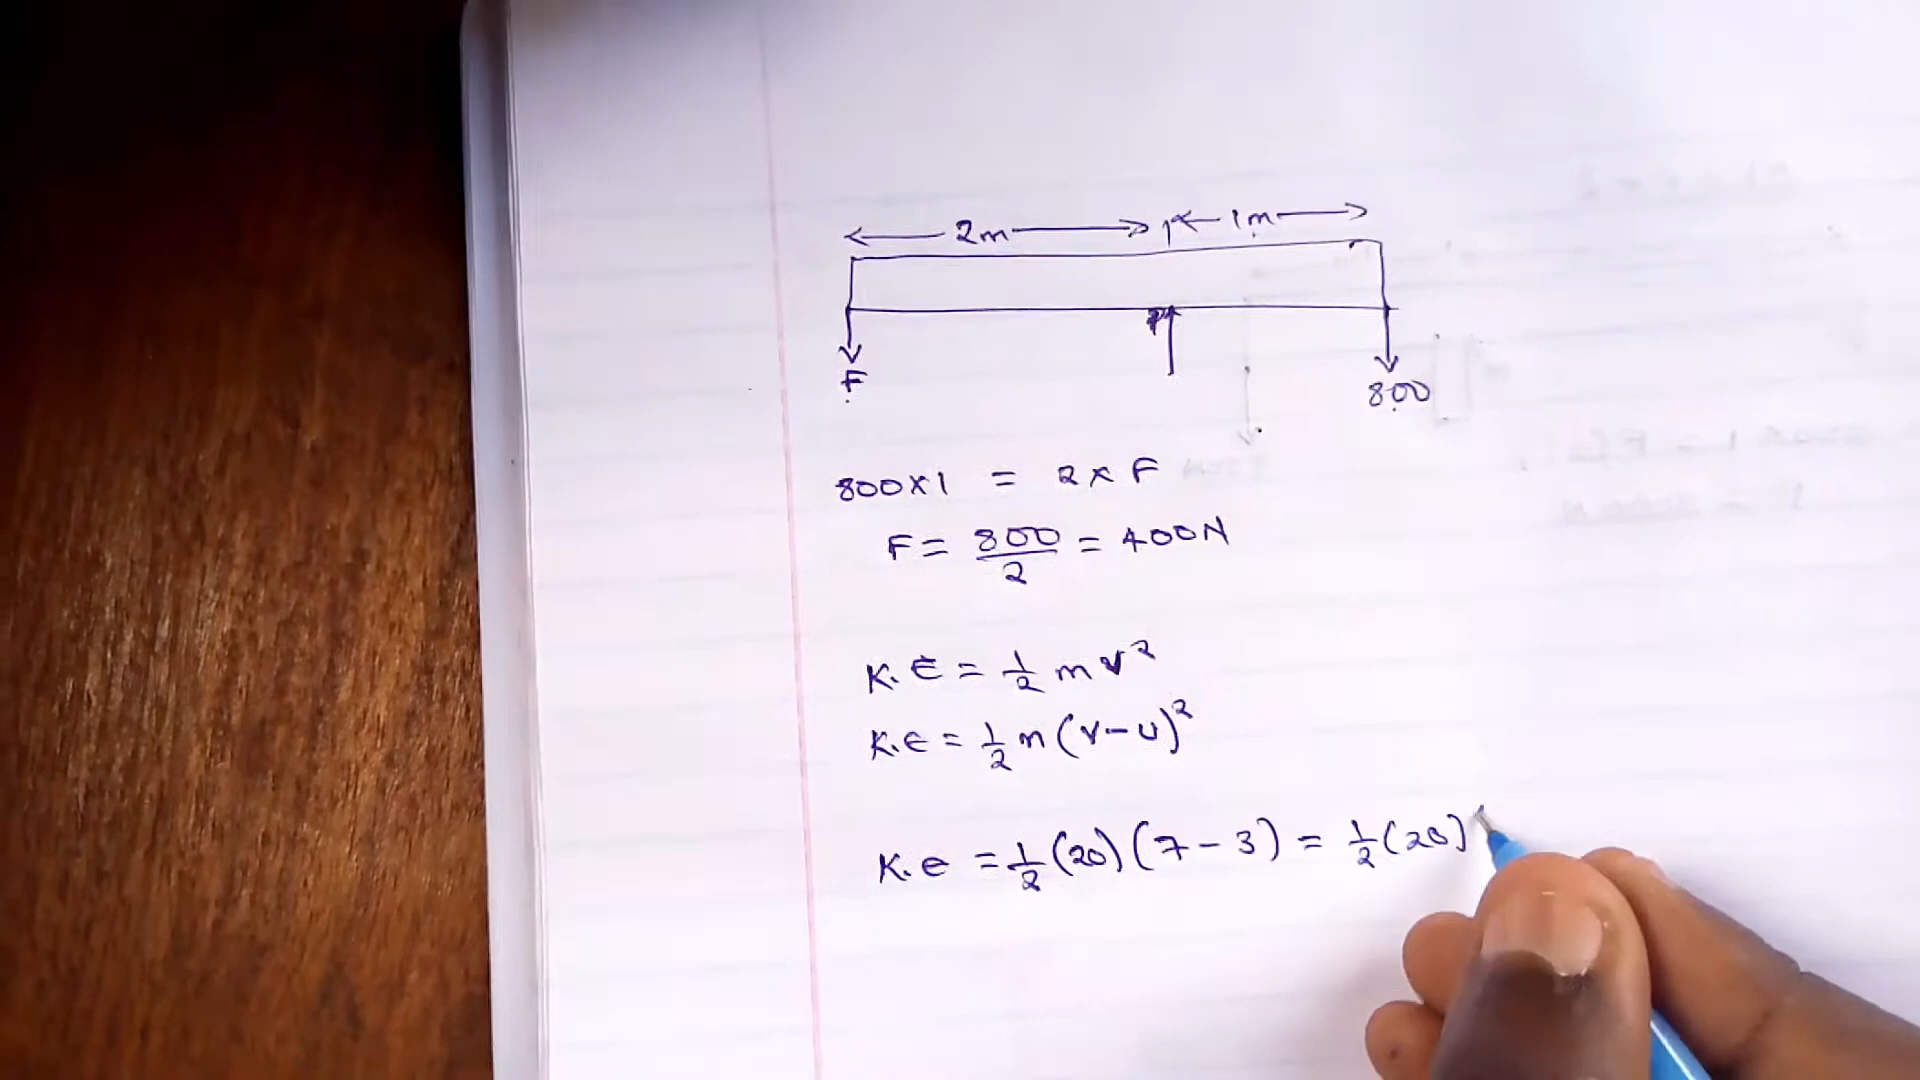 2m 1m
F
800
800×1 = 2 × F
F = 800/2 = 400N
K.E = 1/2 m v²
K.E = 1/2 m (v-u)²
K.e = 1/2 (20) (7 - 3) = 1/2 (20)